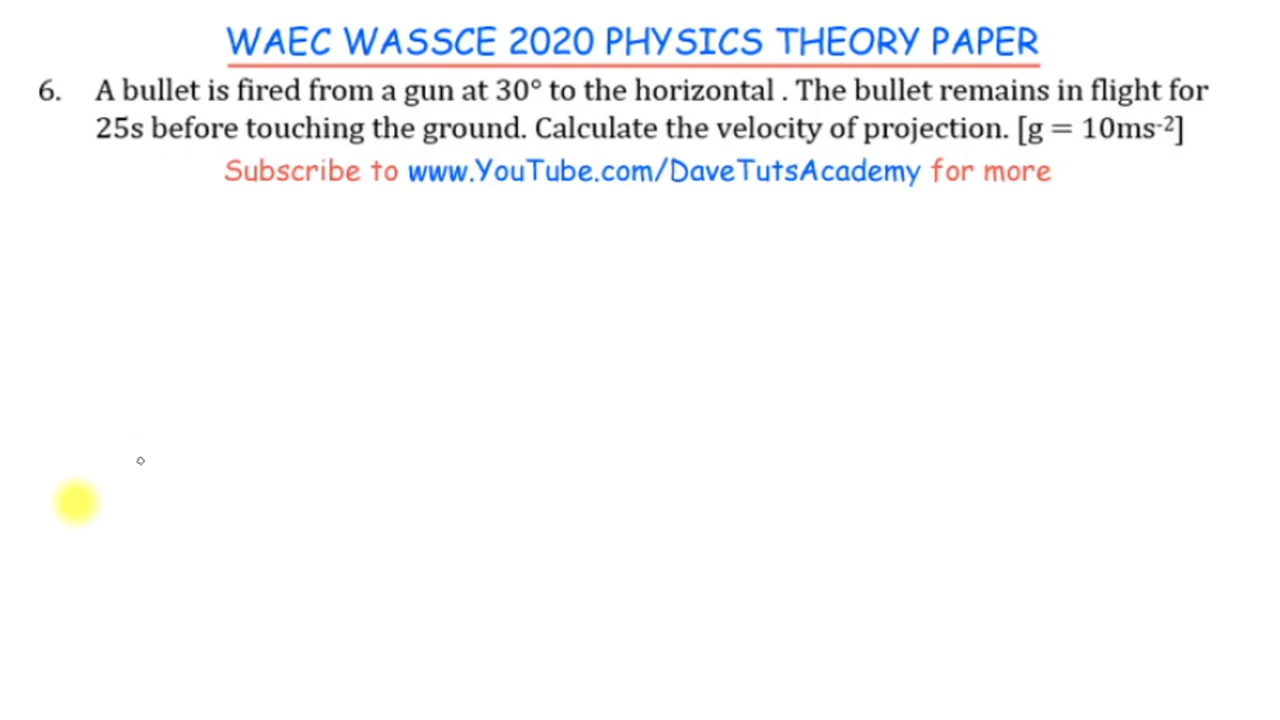 WAEC WASSCE 2020 PHYSICS THEORY PAPER
6. A bullet is fired from a gun at 30° to the horizontal . The bullet remains in flight for
25s before touching the ground. Calculate the velocity of projection. [g = 10ms⁻²]
Subscribe to www.YouTube.com/DaveTutsAcademy for more